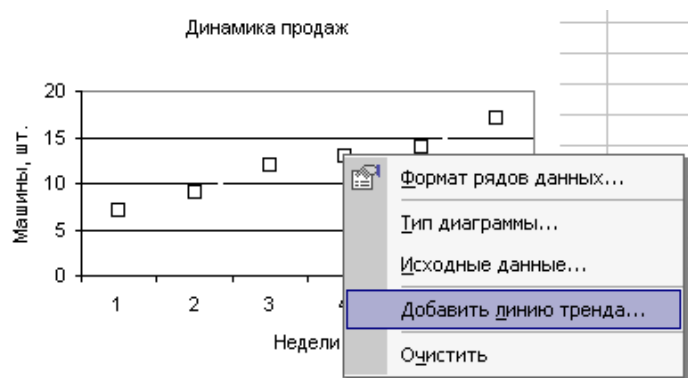 Динамика продаж
Машины, шт.
20
15
10
5
0
1 2 3 4
Недели
Формат рядов данных...
Тип диаграммы...
Исходные данные...
Добавить линию тренда...
Очистить